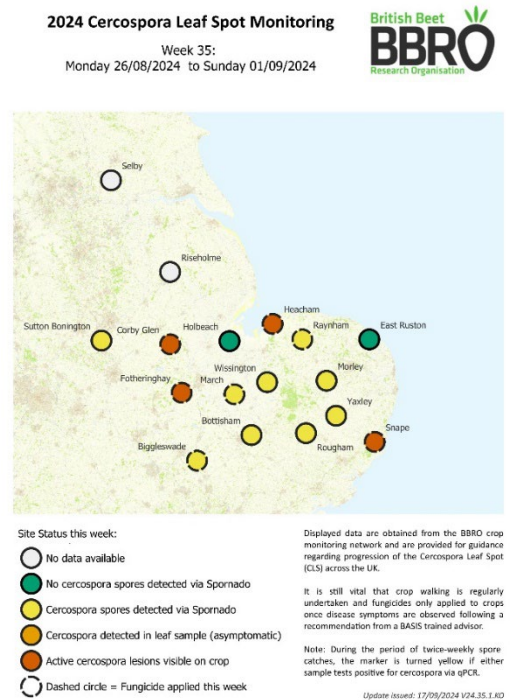 2024 Cercospora Leaf Spot Monitoring
Week 35:
Monday 26/08/2024 to Sunday 01/09/2024
British Beet
BBRO
Research Organisation
Selby
Riseholme
Heacham
Sutton Bonington
Corby Glen
Holbeach
Raynham
East Ruston
Wissington
Morley
Fotheringhay
March
Yaxley
Bottisham
Snape
Biggleswade
Rougham
Site Status this week:
No data available
No cercospora spores detected via Spornado
Cercospora spores detected via Spornado
Cercospora detected in leaf sample (asymptomatic)
Active cercospora lesions visible on crop
Dashed circle = Fungicide applied this week
Displayed data are obtained from the BBRO crop
monitoring network and are provided for guidance
regarding progression of the Cercospora Leaf Spot
(CLS) across the UK.
It is still vital that crop walking is regularly
undertaken and fungicides only applied to crops
once disease symptoms are observed following a
recommendation from a BASIS trained advisor.
Note: During the period of twice-weekly spore
catches, the marker is turned yellow if either
sample tests positive for cercospora via qPCR.
Update issued: 17/09/2024 V24.35.1.KO